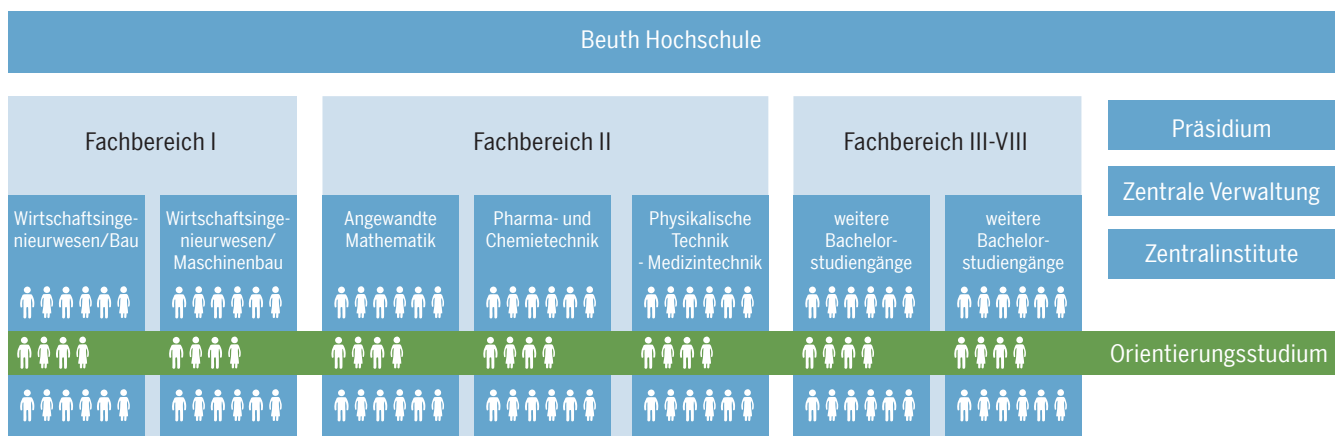 Beuth Hochschule
Fachbereich I
Fachbereich II
Fachbereich III-VIII
Präsidium
Zentrale Verwaltung
Zentralinstitute
Wirtschaftsinge-
nieurwesen/Bau
Wirtschaftsinge-
nieurwesen/
Maschinenbau
Angewandte
Mathematik
Pharma- und
Chemietechnik
Physikalische
Technik
- Medizintechnik
weitere
Bachelor-
studiengänge
weitere
Bachelor-
studiengänge
Orientierungsstudium